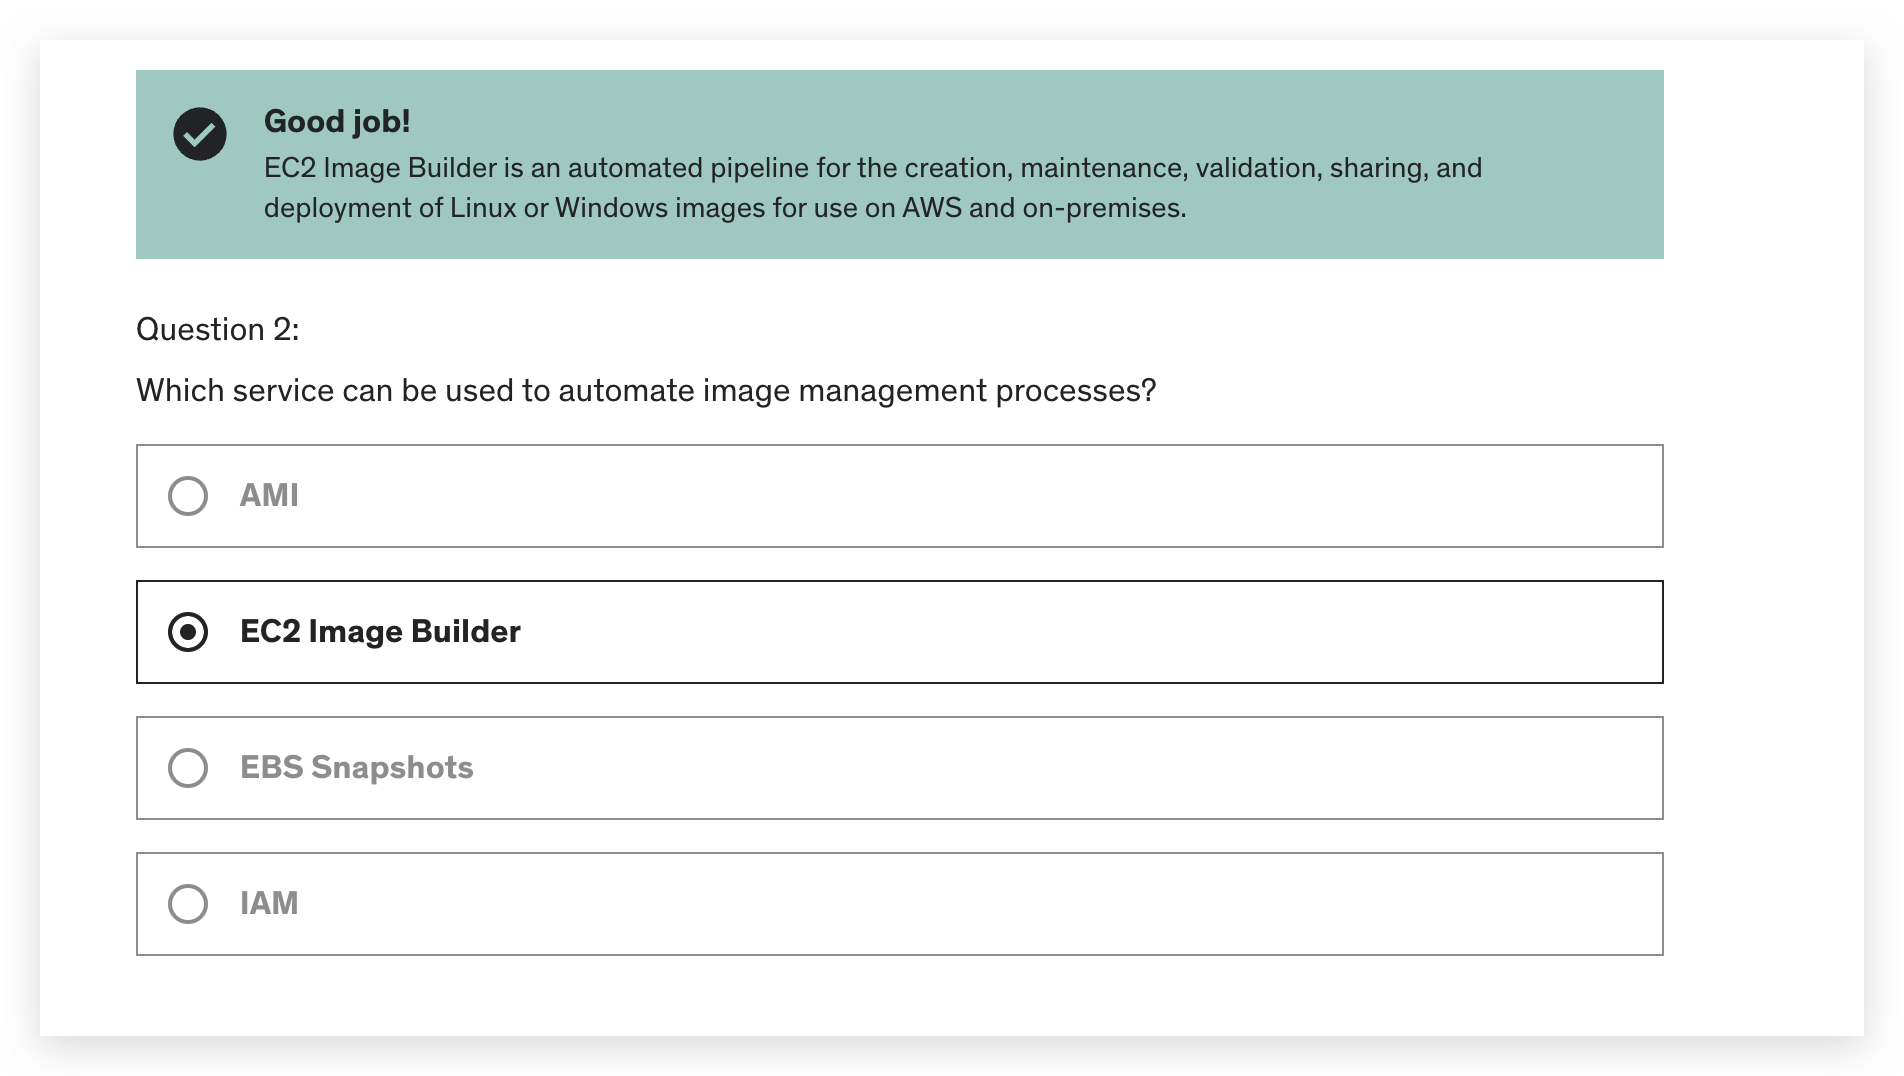 Good job!
EC2 Image Builder is an automated pipeline for the creation, maintenance, validation, sharing, and
deployment of Linux or Windows images for use on AWS and on-premises.
Question 2:
Which service can be used to automate image management processes?
AMI
EC2 Image Builder
EBS Snapshots
IAM